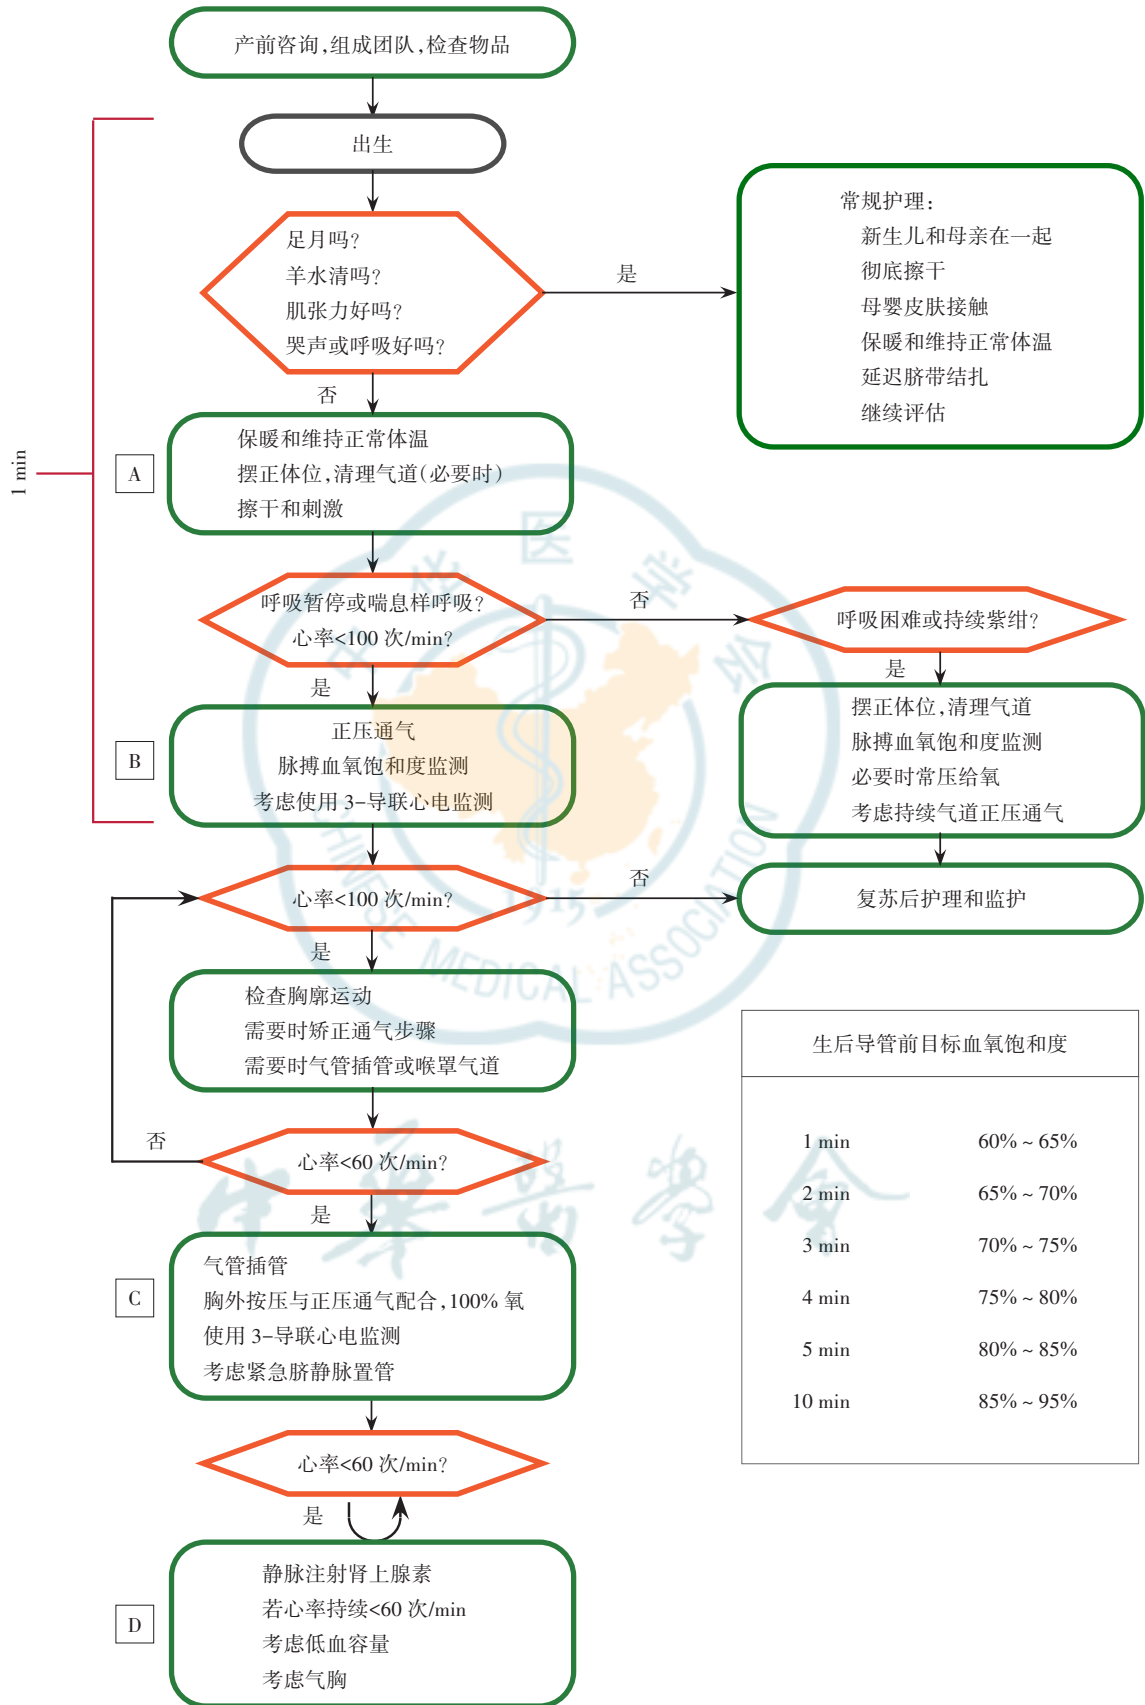 产前咨询,组成团队,检查物品
出生
足月吗?
羊水清吗?
肌张力好吗?
哭声或呼吸好吗?
是
常规护理:
新生儿和母亲在一起
彻底擦干
母婴皮肤接触
保暖和维持正常体温
延迟脐带结扎
继续评估
否
1 min
A
保暖和维持正常体温
摆正体位,清理气道(必要时)
擦干和刺激
呼吸暂停或喘息样呼吸?
心率<100 次/min?
否
呼吸困难或持续紫绀?
是
是
B
正压通气
脉搏血氧饱和度监测
考虑使用 3-导联心电监测
摆正体位,清理气道
脉搏血氧饱和度监测
必要时常压给氧
考虑持续气道正压通气
心率<100 次/min?
否
复苏后护理和监护
是
检查胸廓运动
需要时矫正通气步骤
需要时气管插管或喉罩气道
否
心率<60 次/min?
是
C
气管插管
胸外按压与正压通气配合,100% 氧
使用 3-导联心电监测
考虑紧急脐静脉置管
心率<60 次/min?
是
D
静脉注射肾上腺素
若心率持续<60 次/min
考虑低血容量
考虑气胸
生后导管前目标血氧饱和度
1 min 60% ~ 65%
2 min 65% ~ 70%
3 min 70% ~ 75%
4 min 75% ~ 80%
5 min 80% ~ 85%
10 min 85% ~ 95%
中华医学会
CHINESE MEDICAL ASSOCIATION
1915
中華醫學會